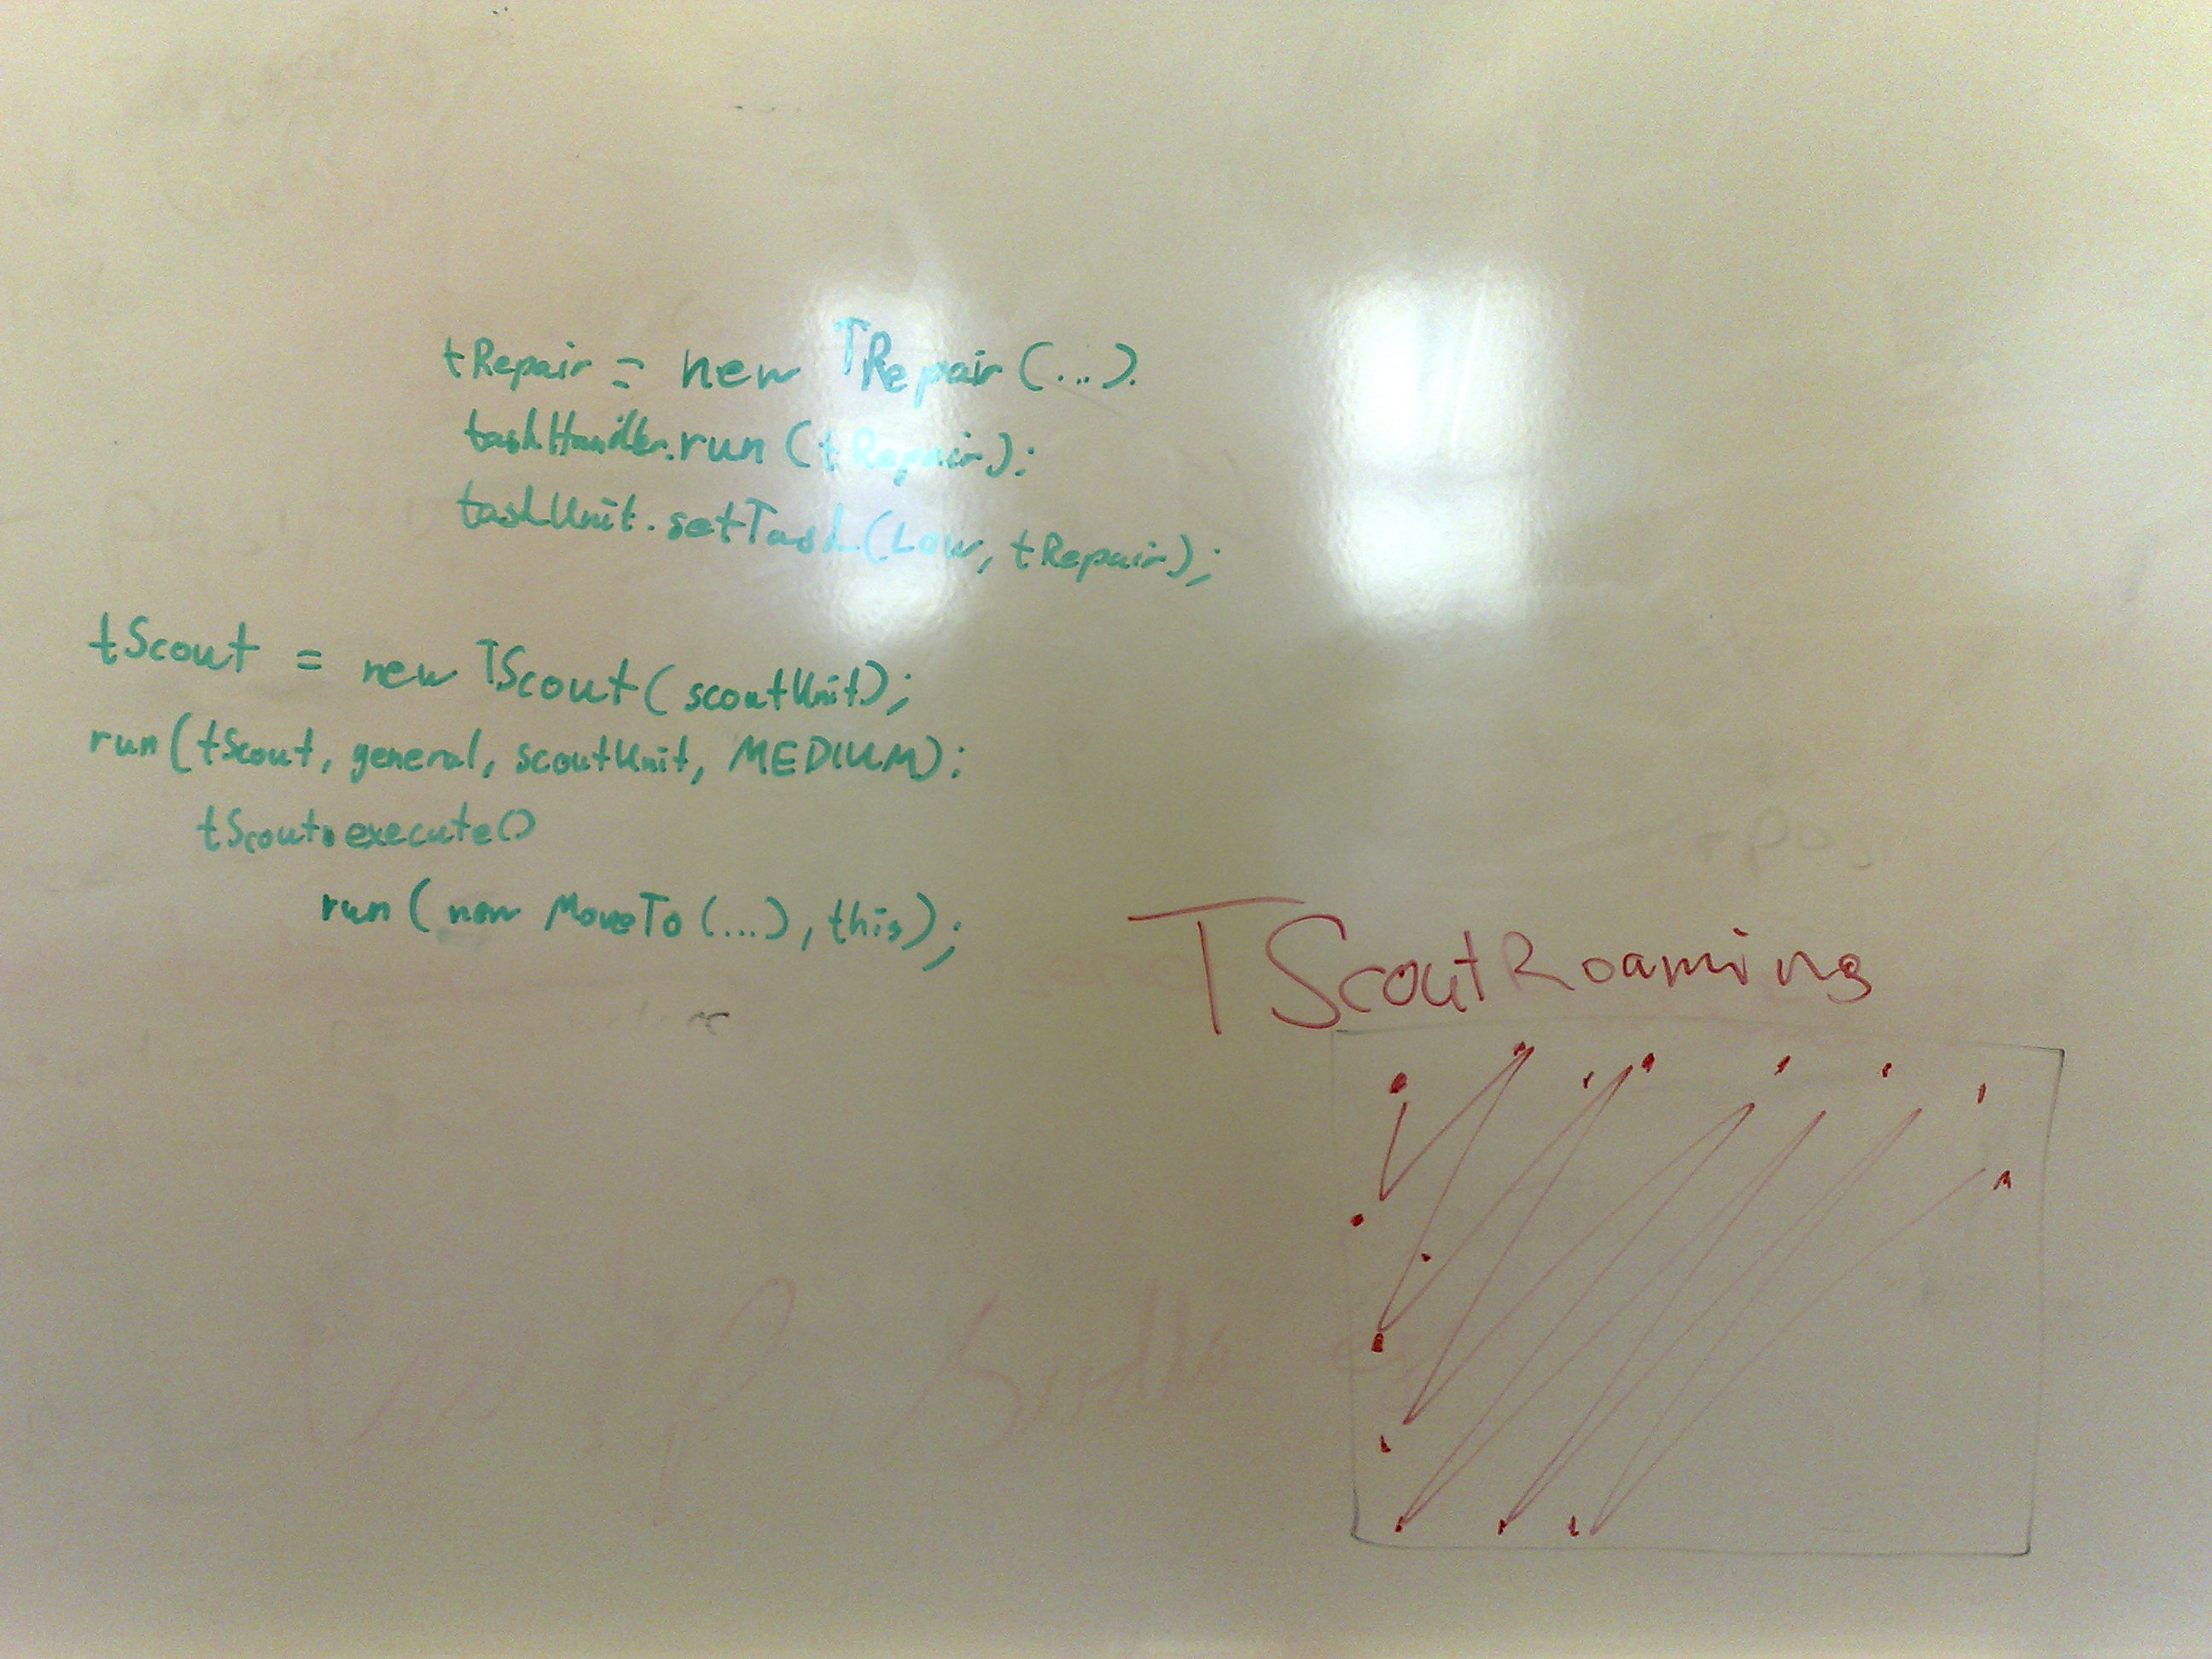 tRepair = new TRepair (...).
taskHandler.run (tRepair);
taskUnit.setTask (Low, tRepair);
tScout = new TScout (scoutUnit);
run (tScout, general, scoutUnit, MEDIUM);
tScout.execute()
run (new MoveTo (...), this);
TScoutRoaming